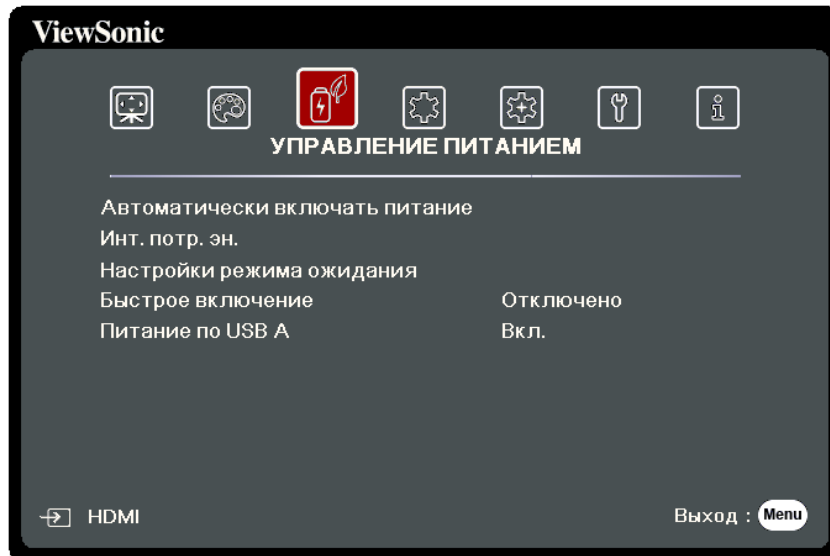 ViewSonic
УПРАВЛЕНИЕ ПИТАНИЕМ
Автоматически включать питание
Инт. потр. эн.
Настройки режима ожидания
Быстрое включение Отключено
Питание по USB A Вкл.
HDMI Выход : Menu